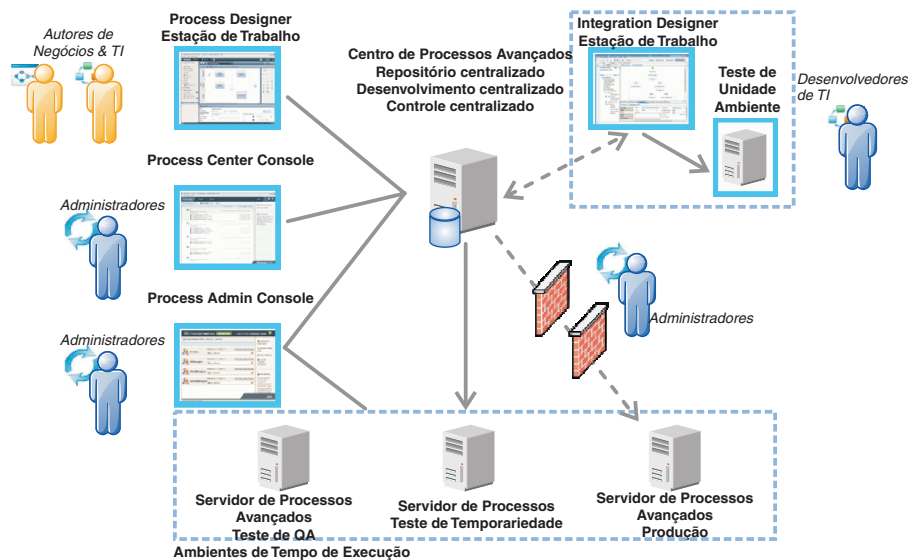 Autores de
Negócios & TI
Process Designer
Estação de Trabalho
Centro de Processos Avançados
Repositório centralizado
Desenvolvimento centralizado
Controle centralizado
Integration Designer
Estação de Trabalho
Teste de
Unidade
Ambiente
Desenvolvedores
de TI
Process Center Console
Administradores
Process Admin Console
Administradores
Administradores
Servidor de Processos
Avançados
Teste de QA
Servidor de Processos
Teste de Temporariedade
Servidor de Processos
Avançados
Produção
Ambientes de Tempo de Execução